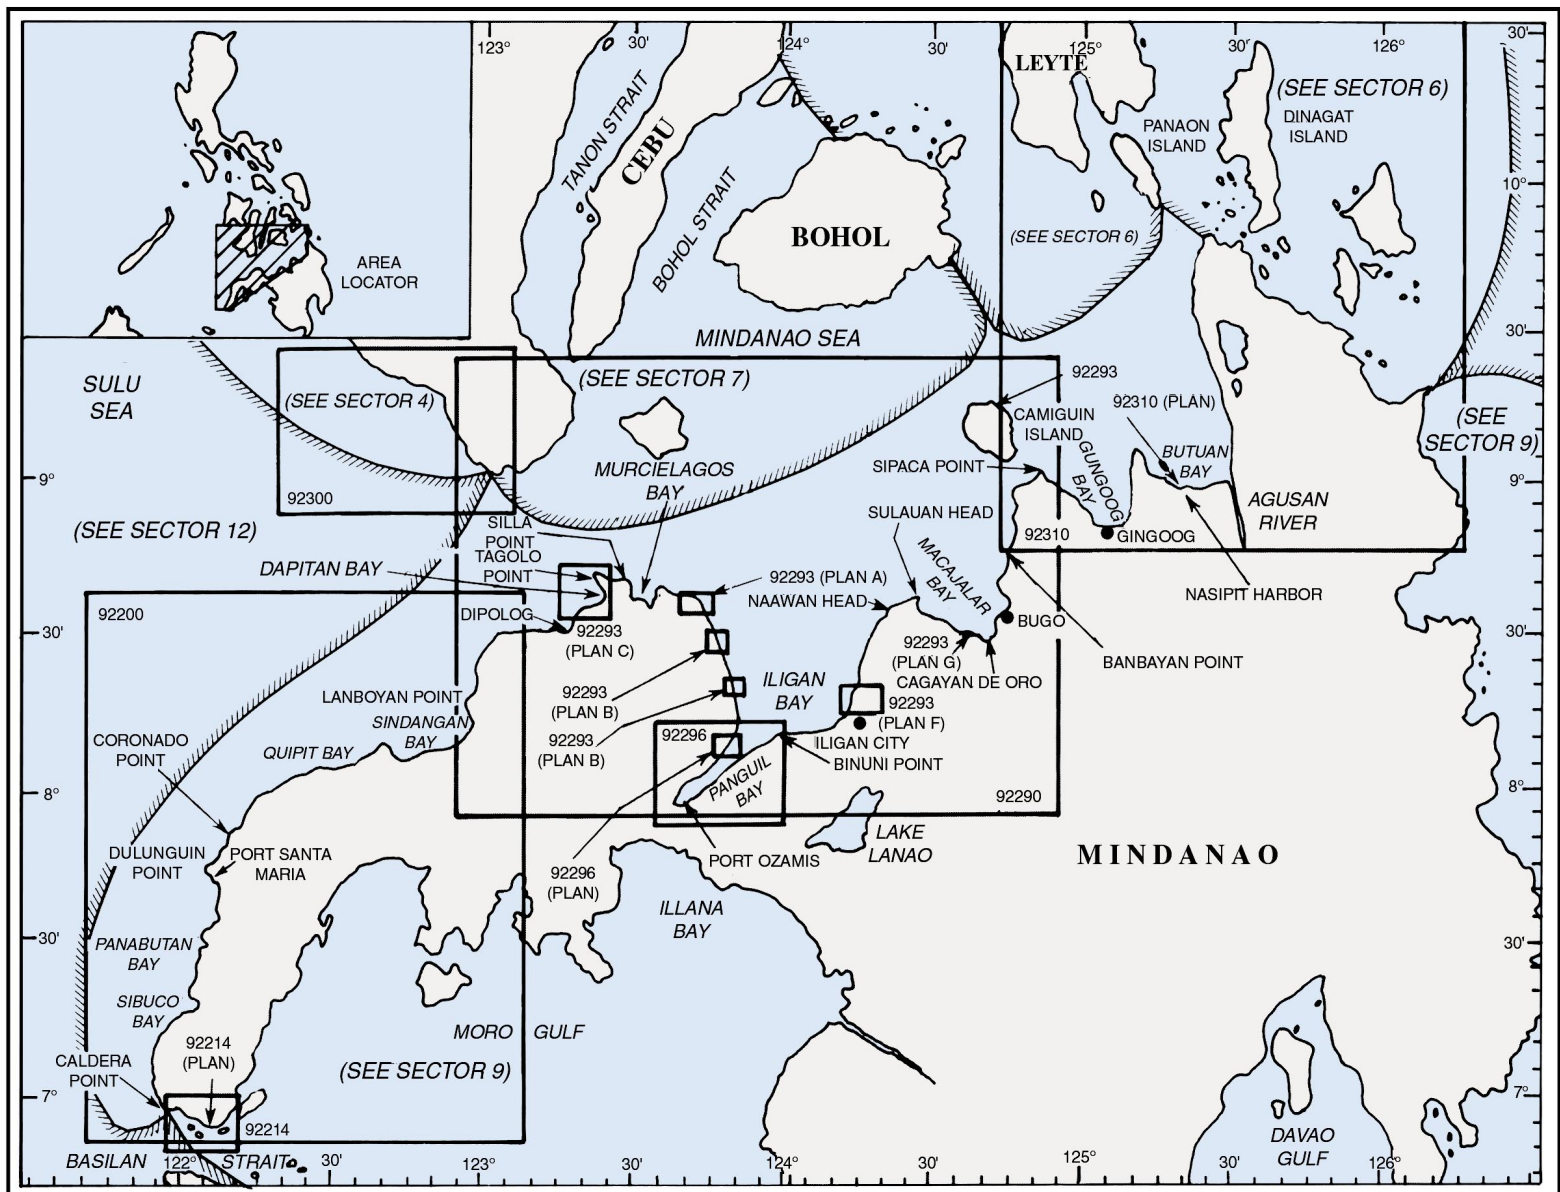 123°
30'
124°
30'
125°
30'
126°
30'
LEYTE
(SEE SECTOR 6)
DINAGAT
ISLAND
PANAON
ISLAND
TANON STRAIT
CEBU
BOHOL STRAIT
BOHOL
(SEE SECTOR 6)
10°
AREA
LOCATOR
MINDANAO SEA
30'
(SEE SECTOR 7)
SULU
SEA
(SEE SECTOR 4)
92300
92293
CAMIGUIN
ISLAND
92310 (PLAN)
(SEE
SECTOR 9)
GUNGOOG
BAY
BUTUAN
BAY
SIPACA POINT
MURCIELAGOS
BAY
9°
9°
(SEE SECTOR 12)
SILLA
POINT
TAGOLO
POINT
SULAUAN HEAD
92310
GINGOOG
AGUSAN
RIVER
DAPITAN BAY
92293 (PLAN A)
NAAWAN HEAD
MACAJALAR
BAY
NASIPIT HARBOR
92200
DIPOLOG
92293
(PLAN C)
BUGO
30'
30'
92293
(PLAN G)
BANBAYAN POINT
CAGAYAN DE ORO
LANBOYAN POINT
92293
(PLAN B)
ILIGAN
BAY
92293
(PLAN F)
SINDANGAN
BAY
CORONADO
POINT
QUIPIT BAY
92293
(PLAN B)
92296
ILIGAN CITY
BINUNI POINT
PANGUIL
BAY
8°
92290
8°
LAKE
LANAO
DULUNGUIN
POINT
PORT SANTA
MARIA
92296
(PLAN)
PORT OZAMIS
MINDANAO
ILLANA
BAY
30'
30'
PANABUTAN
BAY
SIBUCO
BAY
MORO GULF
92214
(PLAN)
CALDERA
POINT
(SEE SECTOR 9)
7°
7°
92214
DAVAO
GULF
BASILAN STRAIT
122°
30'
123°
30'
124°
30'
125°
30'
126°